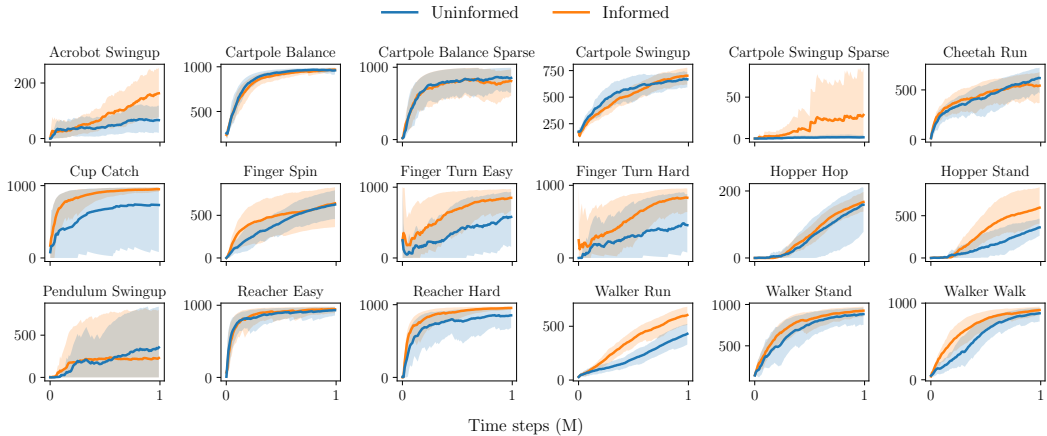 Uninformed Informed
Acrobot Swingup Cartpole Balance Cartpole Balance Sparse Cartpole Swingup Cartpole Swingup Sparse Cheetah Run
200 0
1000 500
1000 500 0
750 500 250
50 0
500 0
Cup Catch Finger Spin Finger Turn Easy Finger Turn Hard Hopper Hop Hopper Stand
1000 0
500 0
1000 0
1000 0
200 0
500 0
Pendulum Swingup Reacher Easy Reacher Hard Walker Run Walker Stand Walker Walk
500 0
1000 0
1000 0
500 0
1000 500
1000 0
0 1 0 1 0 1 0 1 0 1 0 1
Time steps (M)